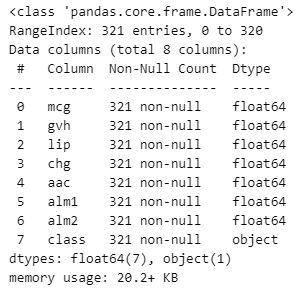 <class 'pandas.core.frame.DataFrame'>
RangeIndex: 321 entries, 0 to 320
Data columns (total 8 columns):
 #   Column  Non-Null Count  Dtype
---  ------  --------------  -----
 0   mcg     321 non-null    float64
 1   gvh     321 non-null    float64
 2   lip     321 non-null    float64
 3   chg     321 non-null    float64
 4   aac     321 non-null    float64
 5   alm1    321 non-null    float64
 6   alm2    321 non-null    float64
 7   class   321 non-null    object
dtypes: float64(7), object(1)
memory usage: 20.2+ KB